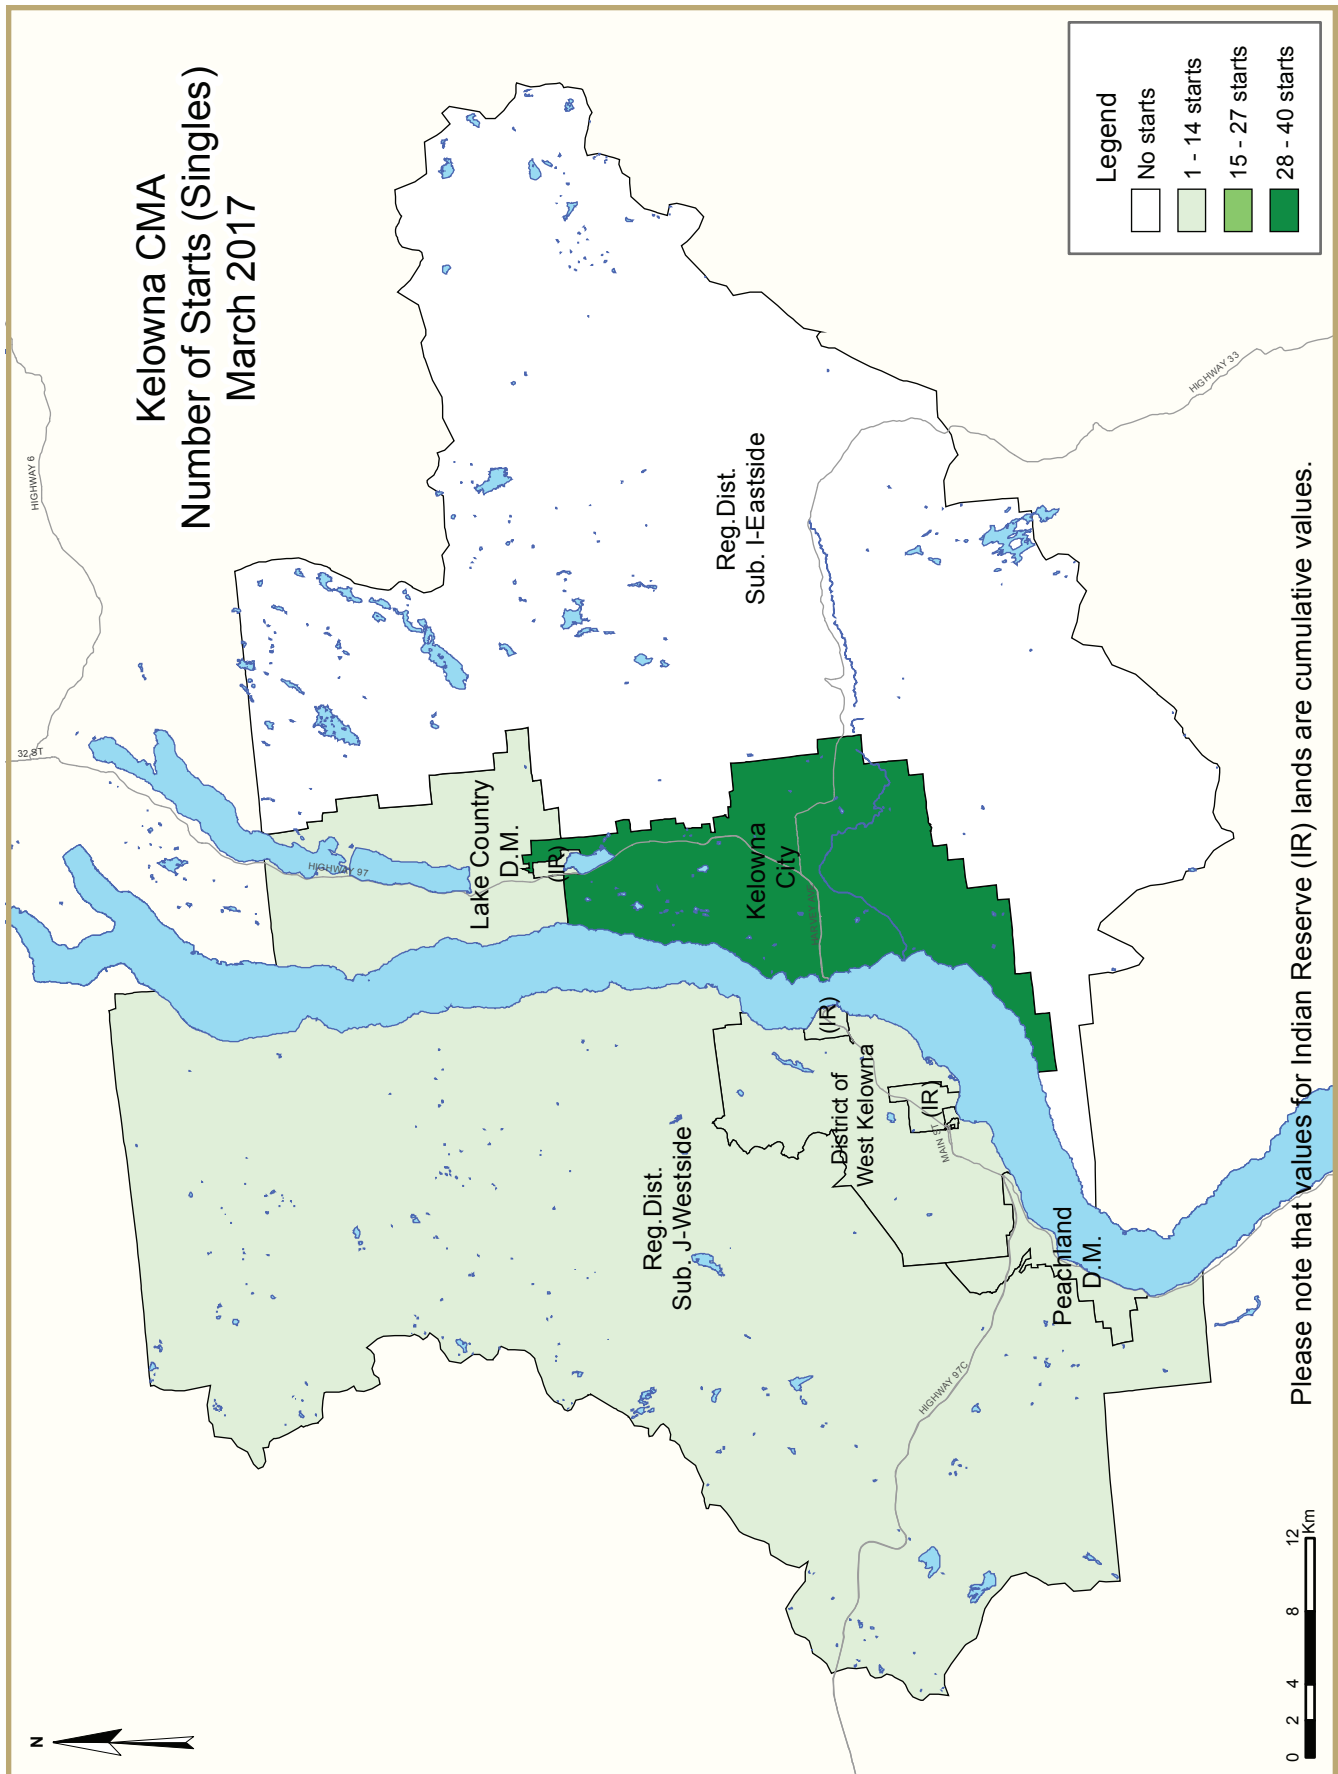 Kelowna CMA
Number of Starts (Singles)
March 2017
Legend
No starts
1 - 14 starts
15 - 27 starts
28 - 40 starts
N
HIGHWAY 6
32 ST
HIGHWAY 97
Lake Country
D.M.
(IR)
Reg.Dist.
Sub. I-Eastside
Kelowna
City
HIGHWAY 33
(IR)
District of
West Kelowna
(IR)
MAIN ST
Reg.Dist.
Sub. J-Westside
Peachland
D.M.
HIGHWAY 97C
0 2 4 8 12
Km
Please note that values for Indian Reserve (IR) lands are cumulative values.